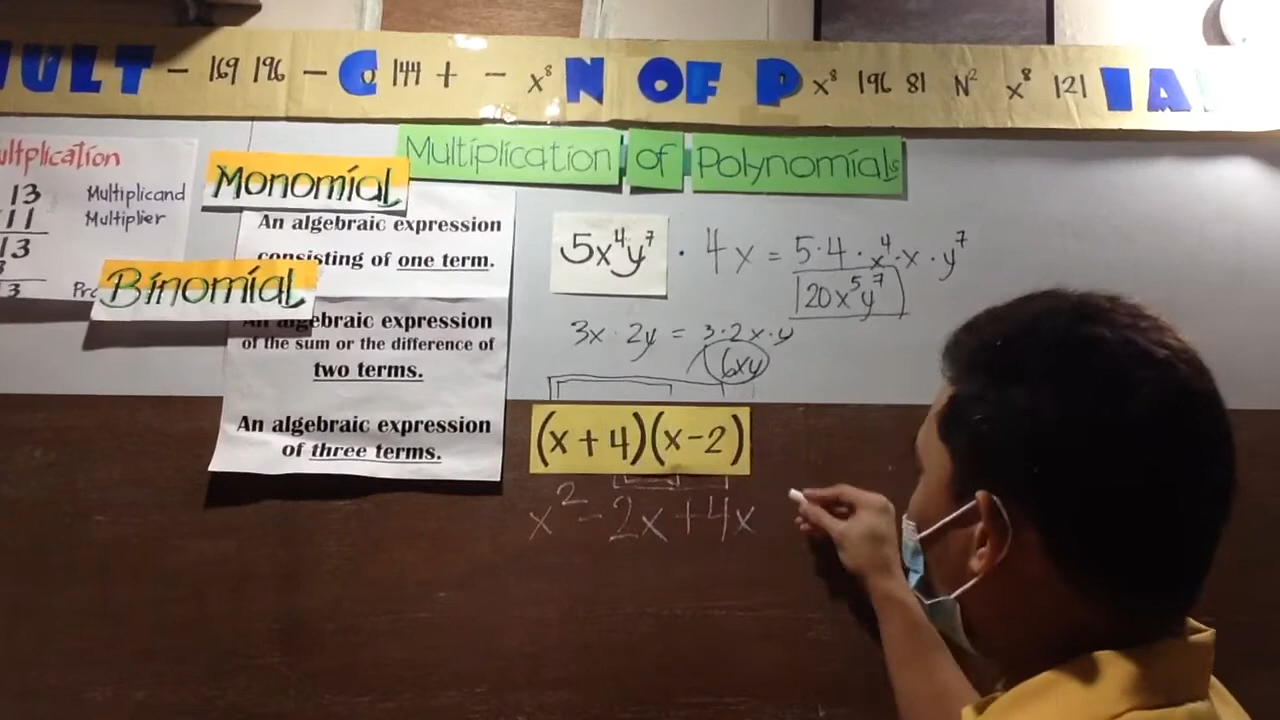 ULT - 169 196 - C 144 + - x⁸ N OF P x⁸ 196 81 N² x⁸ 121 I A
Multiplication of Polynomials
ultplication
13 Multiplicand
11 Multiplier
13
3
Monomial
An algebraic expression
consisting of one term.
Binomial
An algebraic expression
of the sum or the difference of
two terms.
An algebraic expression
of three terms.
5x⁴y⁷ · 4x = 5·4·x⁴·x·y⁷
20x⁵y⁷
3x · 2y = 3·2x·y
6xy
(x+4)(x-2)
x² - 2x + 4x